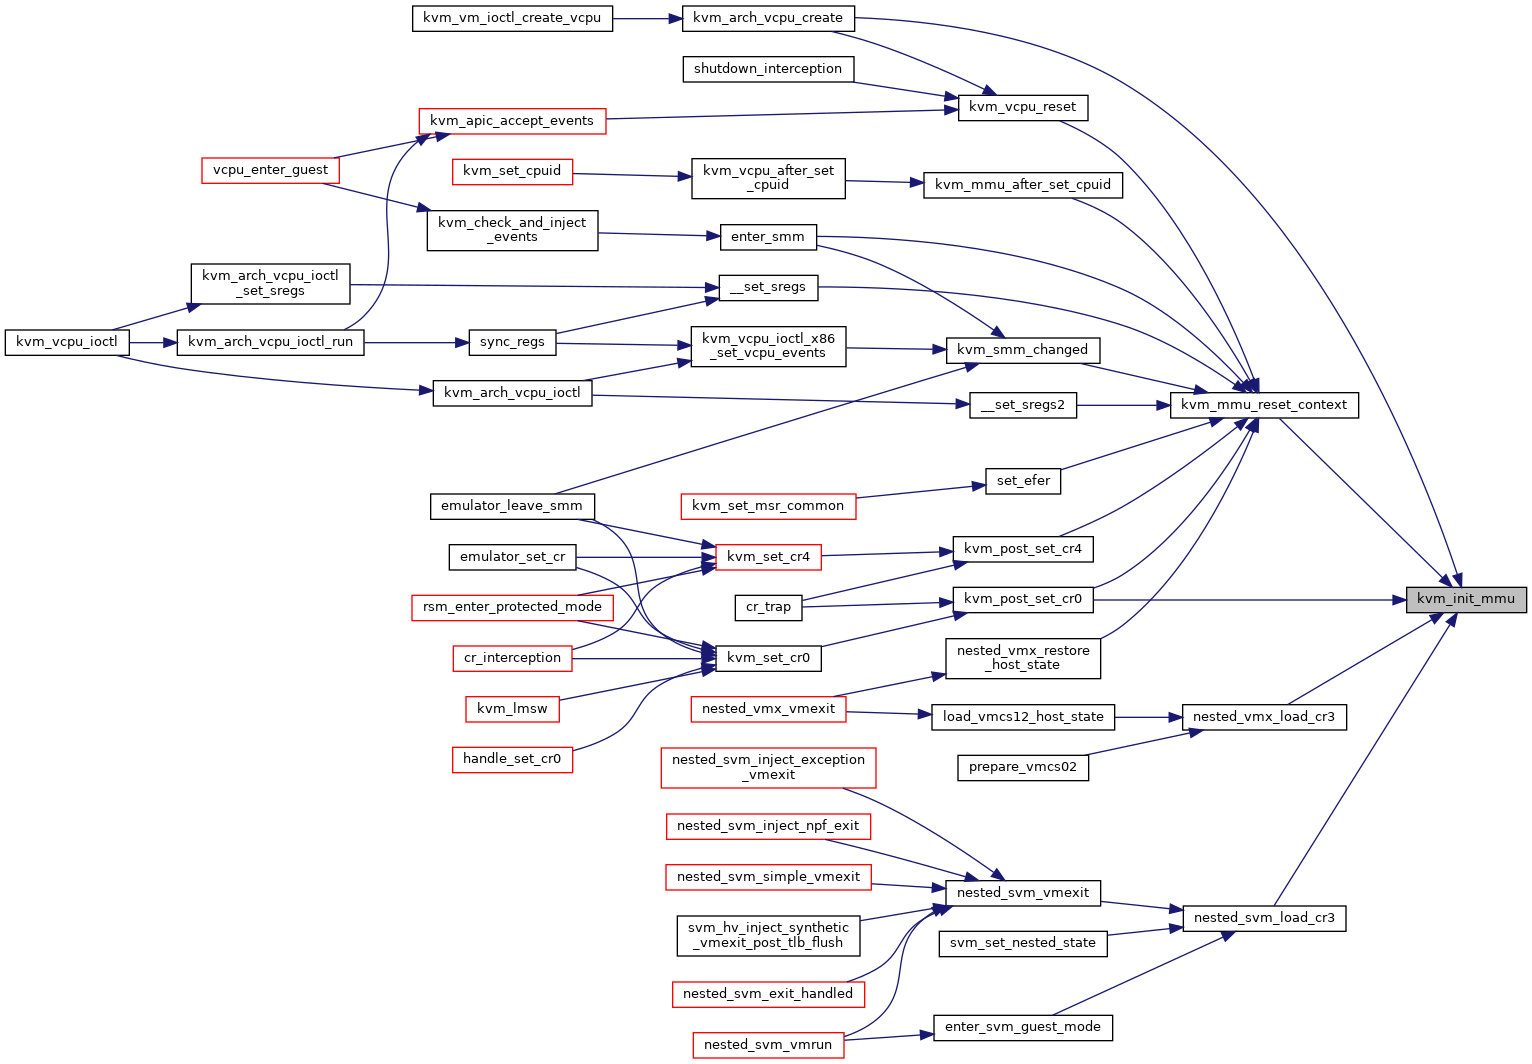 kvm_vm_ioctl_create_vcpu
kvm_arch_vcpu_create
shutdown_interception
kvm_vcpu_reset
kvm_apic_accept_events
vcpu_enter_guest
kvm_set_cpuid
kvm_vcpu_after_set
_cpuid
kvm_mmu_after_set_cpuid
kvm_check_and_inject
_events
enter_smm
kvm_arch_vcpu_ioctl
_set_sregs
__set_sregs
kvm_vcpu_ioctl
kvm_arch_vcpu_ioctl_run
sync_regs
kvm_vcpu_ioctl_x86
_set_vcpu_events
kvm_smm_changed
kvm_arch_vcpu_ioctl
__set_sregs2
kvm_mmu_reset_context
set_efer
emulator_leave_smm
kvm_set_msr_common
emulator_set_cr
kvm_set_cr4
kvm_post_set_cr4
rsm_enter_protected_mode
cr_trap
kvm_post_set_cr0
kvm_init_mmu
cr_interception
kvm_set_cr0
nested_vmx_restore
_host_state
kvm_lmsw
nested_vmx_vmexit
load_vmcs12_host_state
nested_vmx_load_cr3
handle_set_cr0
nested_svm_inject_exception
_vmexit
prepare_vmcs02
nested_svm_inject_npf_exit
nested_svm_simple_vmexit
nested_svm_vmexit
svm_hv_inject_synthetic
_vmexit_post_tlb_flush
svm_set_nested_state
nested_svm_load_cr3
nested_svm_exit_handled
enter_svm_guest_mode
nested_svm_vmrun